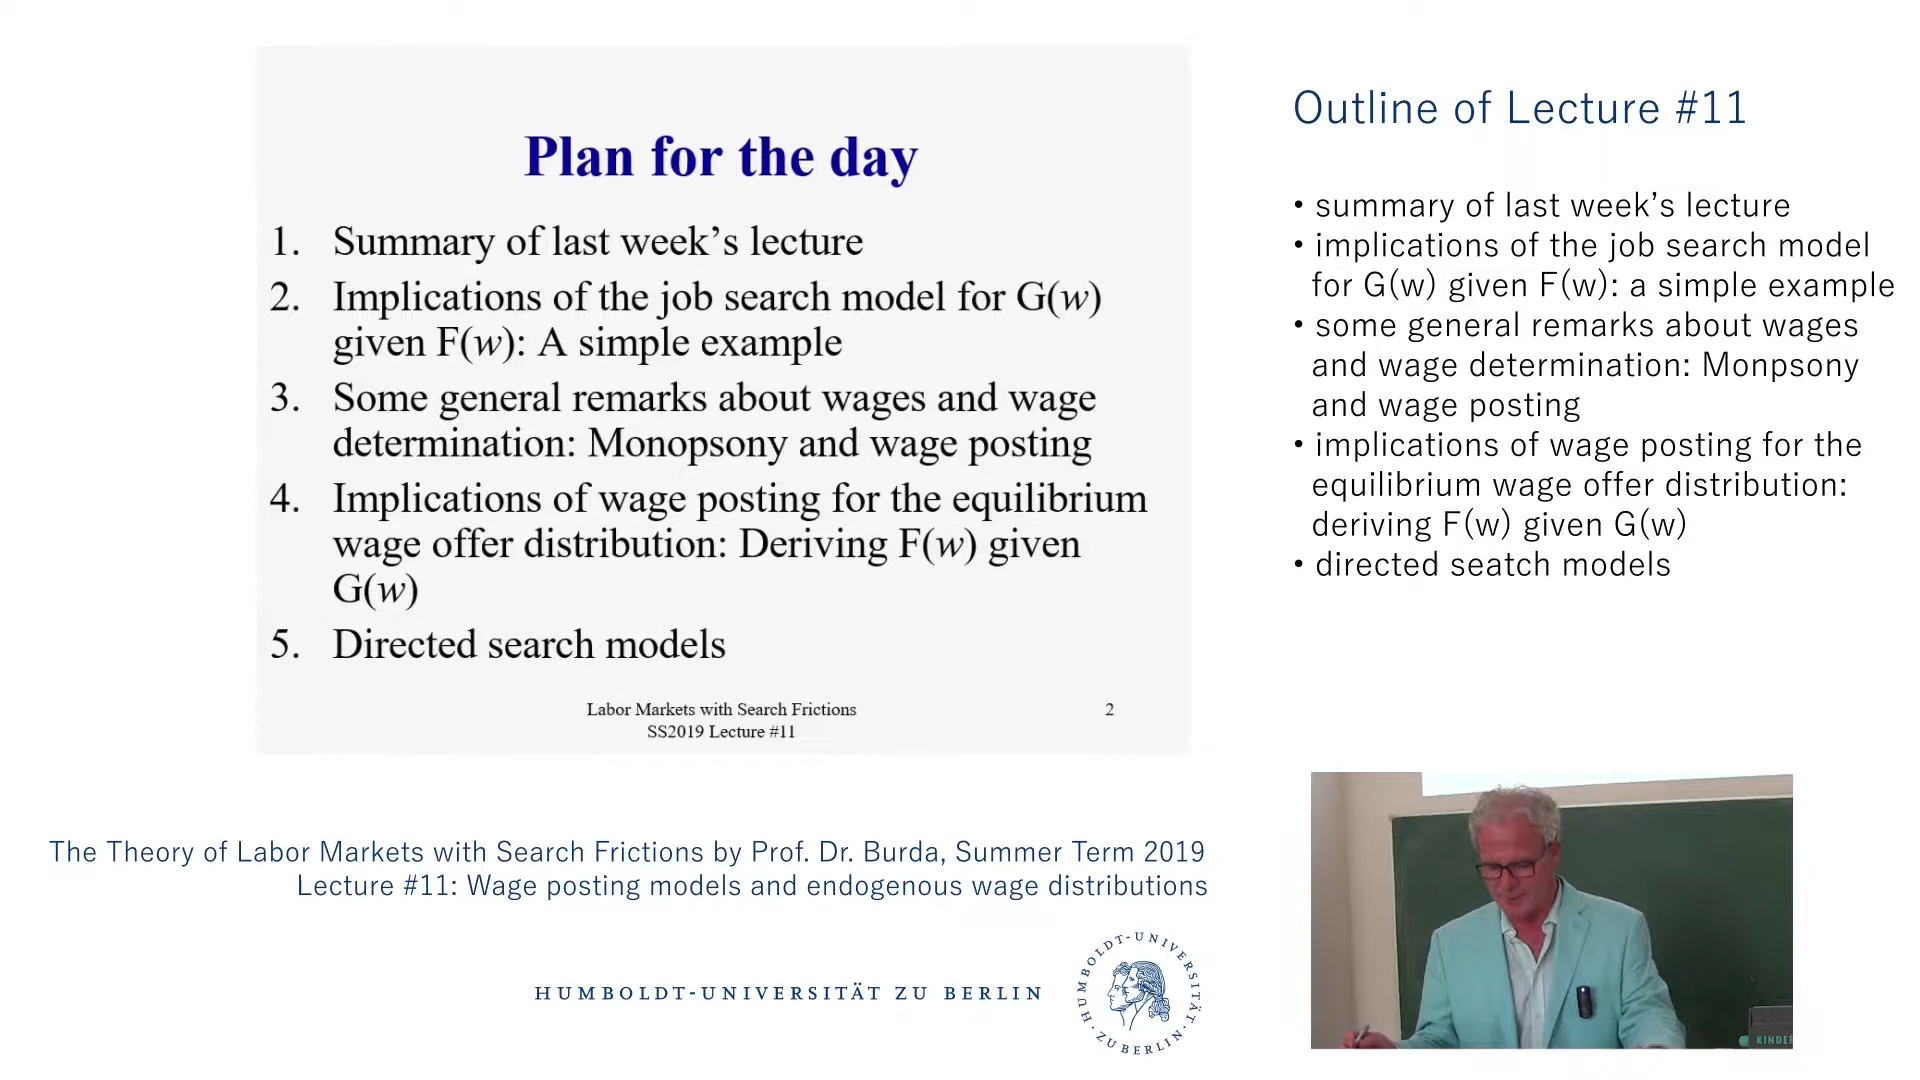 Plan for the day
1. Summary of last week’s lecture
2. Implications of the job search model for G(w)
given F(w): A simple example
3. Some general remarks about wages and wage
determination: Monopsony and wage posting
4. Implications of wage posting for the equilibrium
wage offer distribution: Deriving F(w) given
G(w)
5. Directed search models
Labor Markets with Search Frictions
SS2019 Lecture #11
2
Outline of Lecture #11
• summary of last week’s lecture
• implications of the job search model
for G(w) given F(w): a simple example
• some general remarks about wages
and wage determination: Monpsony
and wage posting
• implications of wage posting for the
equilibrium wage offer distribution:
deriving F(w) given G(w)
• directed seatch models
The Theory of Labor Markets with Search Frictions by Prof. Dr. Burda, Summer Term 2019
Lecture #11: Wage posting models and endogenous wage distributions
HUMBOLDT-UNIVERSITÄT ZU BERLIN
HUMBOLDT-UNIVERSITÄT · ZU BERLIN ·